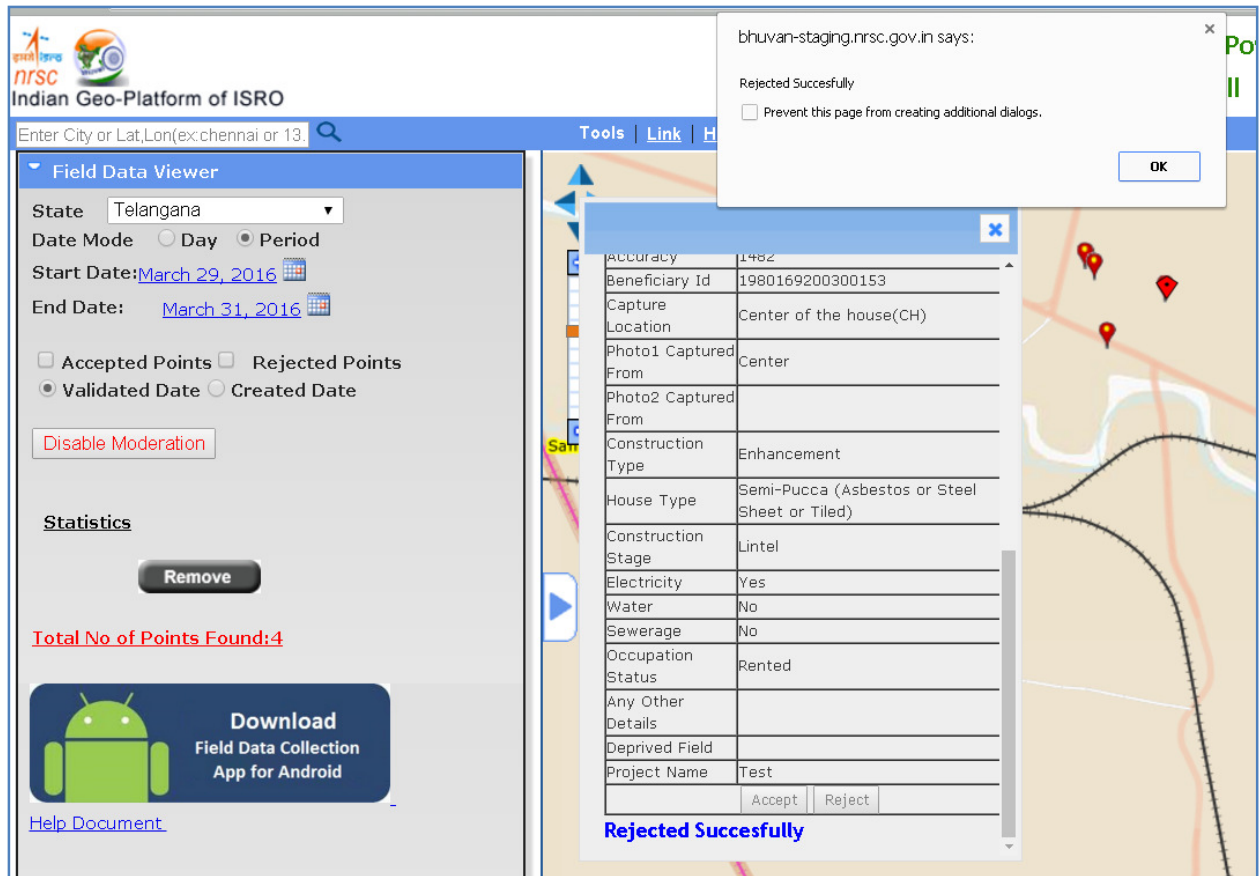 bhuvan-staging.nrsc.gov.in says:
×
Rejected Succesfully
Prevent this page from creating additional dialogs.
OK
इसरो isro
nrsc
Indian Geo-Platform of ISRO
Enter City or Lat,Lon(ex:chennai or 13.
Tools | Link | H
Field Data Viewer
State Telangana
Date Mode Day Period
Start Date: March 29, 2016
End Date: March 31, 2016
Accepted Points Rejected Points
Validated Date Created Date
Disable Moderation
Statistics
Remove
Total No of Points Found:4
Download
Field Data Collection
App for Android
Help Document
Accuracy 1482
Beneficiary Id 1980169200300153
Capture
Location Center of the house(CH)
Photo1 Captured
From Center
Photo2 Captured
From
Construction
Type Enhancement
House Type Semi-Pucca (Asbestos or Steel
Sheet or Tiled)
Construction
Stage Lintel
Electricity Yes
Water No
Sewerage No
Occupation
Status Rented
Any Other
Details
Deprived Field
Project Name Test
Accept Reject
Rejected Succesfully